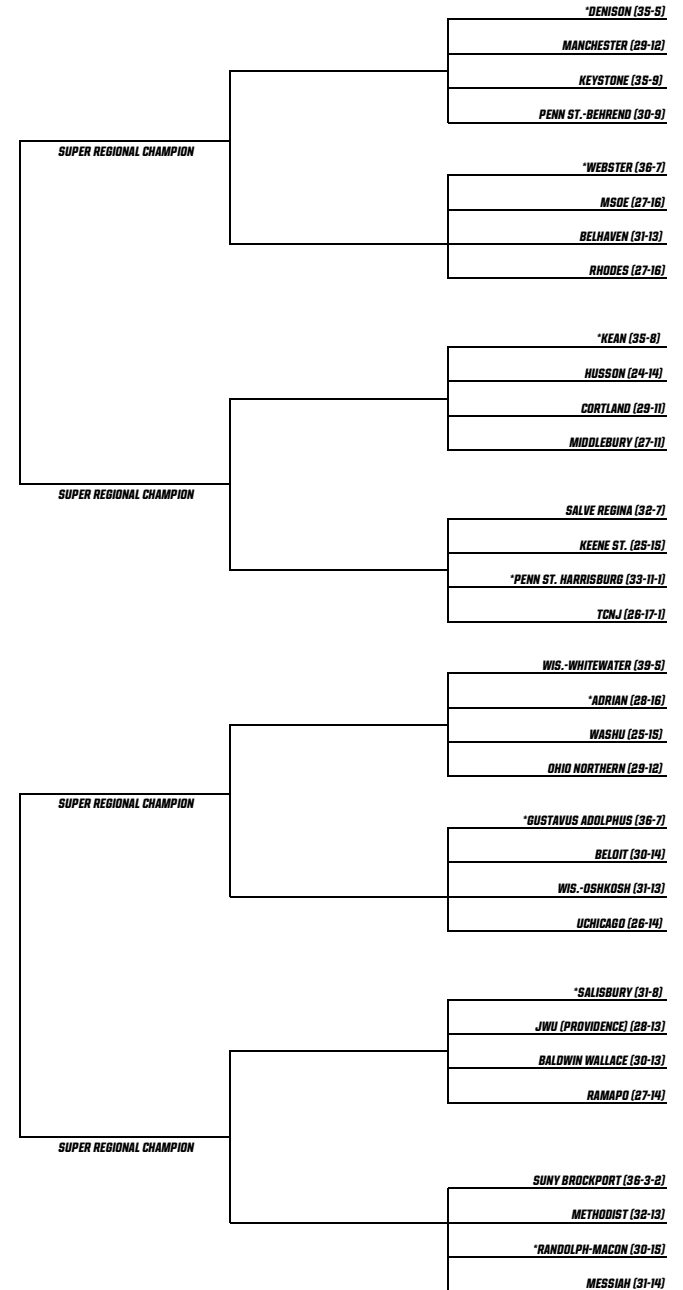 *DENISON (35-5)
MANCHESTER (29-12)
KEYSTONE (35-9)
PENN ST.-BEHREND (30-9)
SUPER REGIONAL CHAMPION
*WEBSTER (36-7)
MSOE (27-16)
BELHAVEN (31-13)
RHODES (27-16)
*KEAN (35-8)
HUSSON (24-14)
CORTLAND (29-11)
MIDDLEBURY (27-11)
SUPER REGIONAL CHAMPION
SALVE REGINA (32-7)
KEENE ST. (25-15)
*PENN ST. HARRISBURG (33-11-1)
TCNJ (26-17-1)
WIS.-WHITEWATER (39-5)
*ADRIAN (28-16)
WASHU (25-15)
OHIO NORTHERN (29-12)
SUPER REGIONAL CHAMPION
*GUSTAVUS ADOLPHUS (36-7)
BELOIT (30-14)
WIS.-OSHKOSH (31-13)
UCHICAGO (26-14)
*SALISBURY (31-8)
JWU (PROVIDENCE) (28-13)
BALDWIN WALLACE (30-13)
RAMAPO (27-14)
SUPER REGIONAL CHAMPION
SUNY BROCKPORT (36-3-2)
METHODIST (32-13)
*RANDOLPH-MACON (30-15)
MESSIAH (31-14)